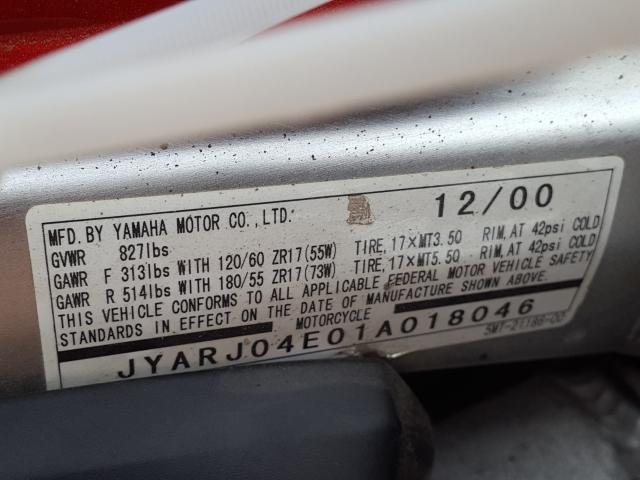 MFD. BY YAMAHA MOTOR CO., LTD. 12/00
GVWR 827lbs
GAWR F 313lbs WITH 120/60 ZR17(55W) TIRE, 17×MT3.50 RIM, AT 42psi COLD
GAWR R 514lbs WITH 180/55 ZR17(73W) TIRE, 17×MT5.50 RIM, AT 42psi COLD
THIS VEHICLE CONFORMS TO ALL APPLICABLE FEDERAL MOTOR VEHICLE SAFETY
STANDARDS IN EFFECT ON THE DATE OF MANUFACTURE SHOWN ABOVE.
MOTORCYCLE
JYARJ04E01A018046
5MT-21186-00